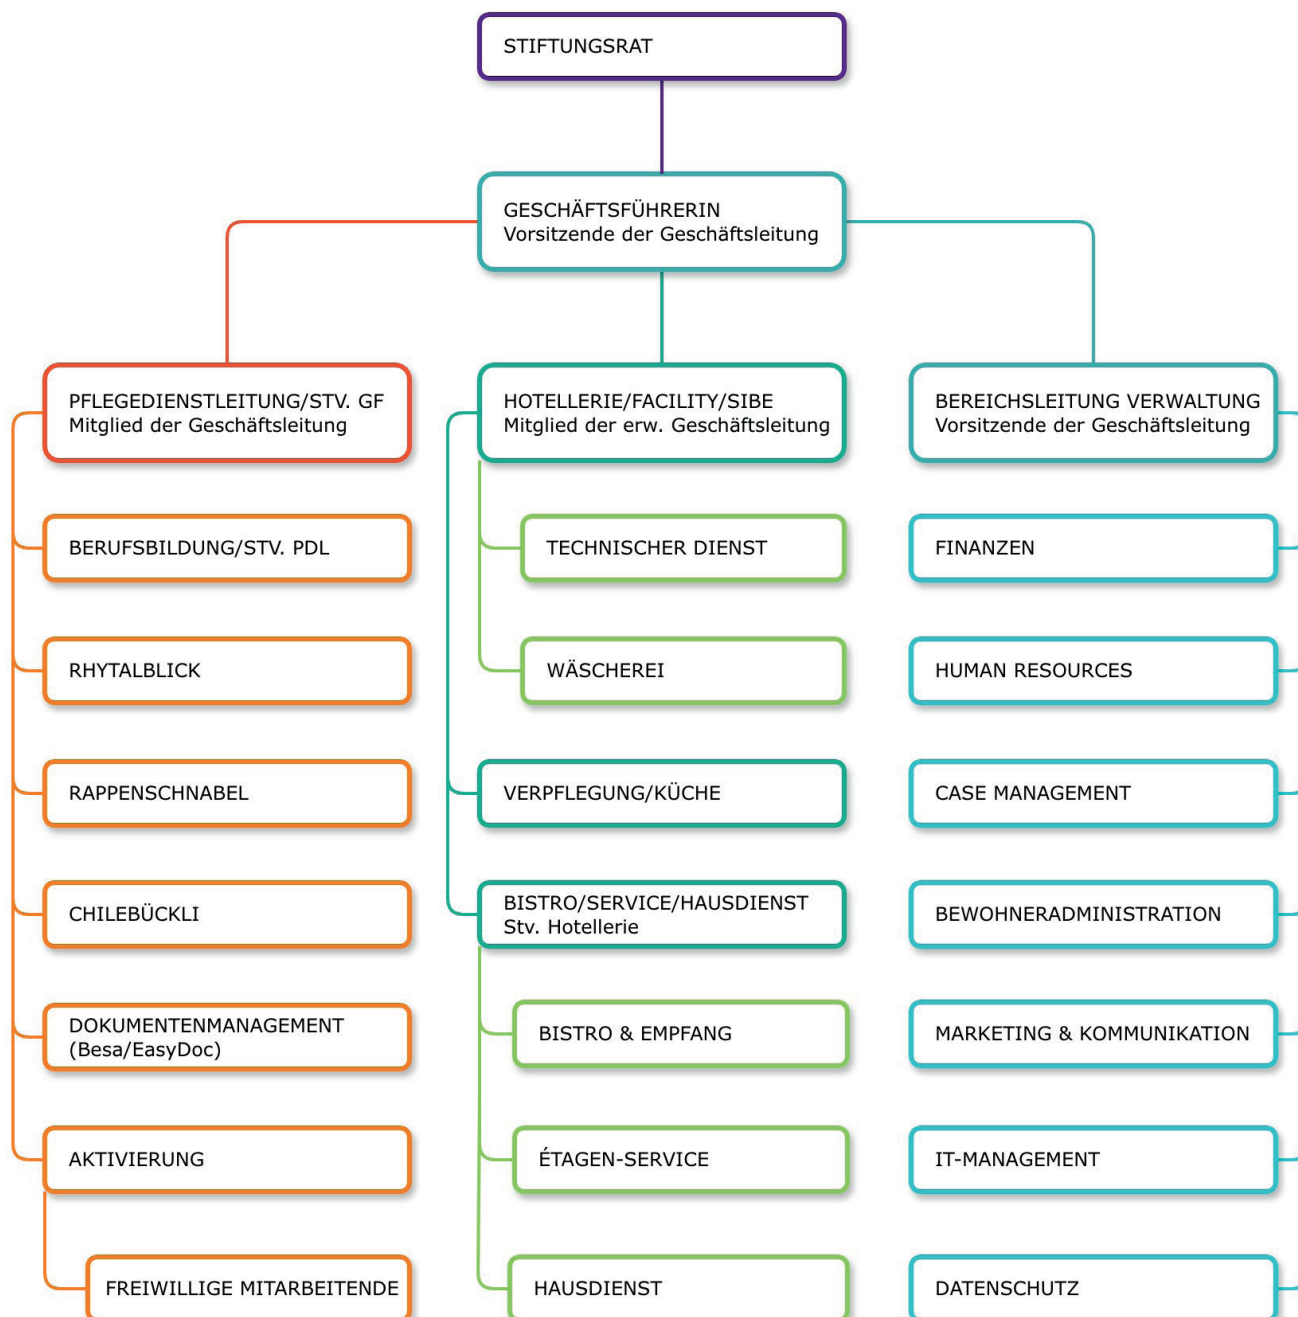 STIFTUNGSRAT
GESCHÄFTSFÜHRERIN
Vorsitzende der Geschäftsleitung
PFLEGEDIENSTLEITUNG/STV. GF
Mitglied der Geschäftsleitung
BERUFSBILDUNG/STV. PDL
RHYTALBLICK
RAPPENSCHNABEL
CHILEBÜCKLI
DOKUMENTENMANAGEMENT
(Besa/EasyDoc)
AKTIVIERUNG
FREIWILLIGE MITARBEITENDE
HOTELLERIE/FACILITY/SIBE
Mitglied der erw. Geschäftsleitung
TECHNISCHER DIENST
WÄSCHEREI
VERPFLEGUNG/KÜCHE
BISTRO/SERVICE/HAUSDIENST
Stv. Hotellerie
BISTRO & EMPFANG
ÉTAGEN-SERVICE
HAUSDIENST
BEREICHSLEITUNG VERWALTUNG
Vorsitzende der Geschäftsleitung
FINANZEN
HUMAN RESOURCES
CASE MANAGEMENT
BEWOHNERADMINISTRATION
MARKETING & KOMMUNIKATION
IT-MANAGEMENT
DATENSCHUTZ